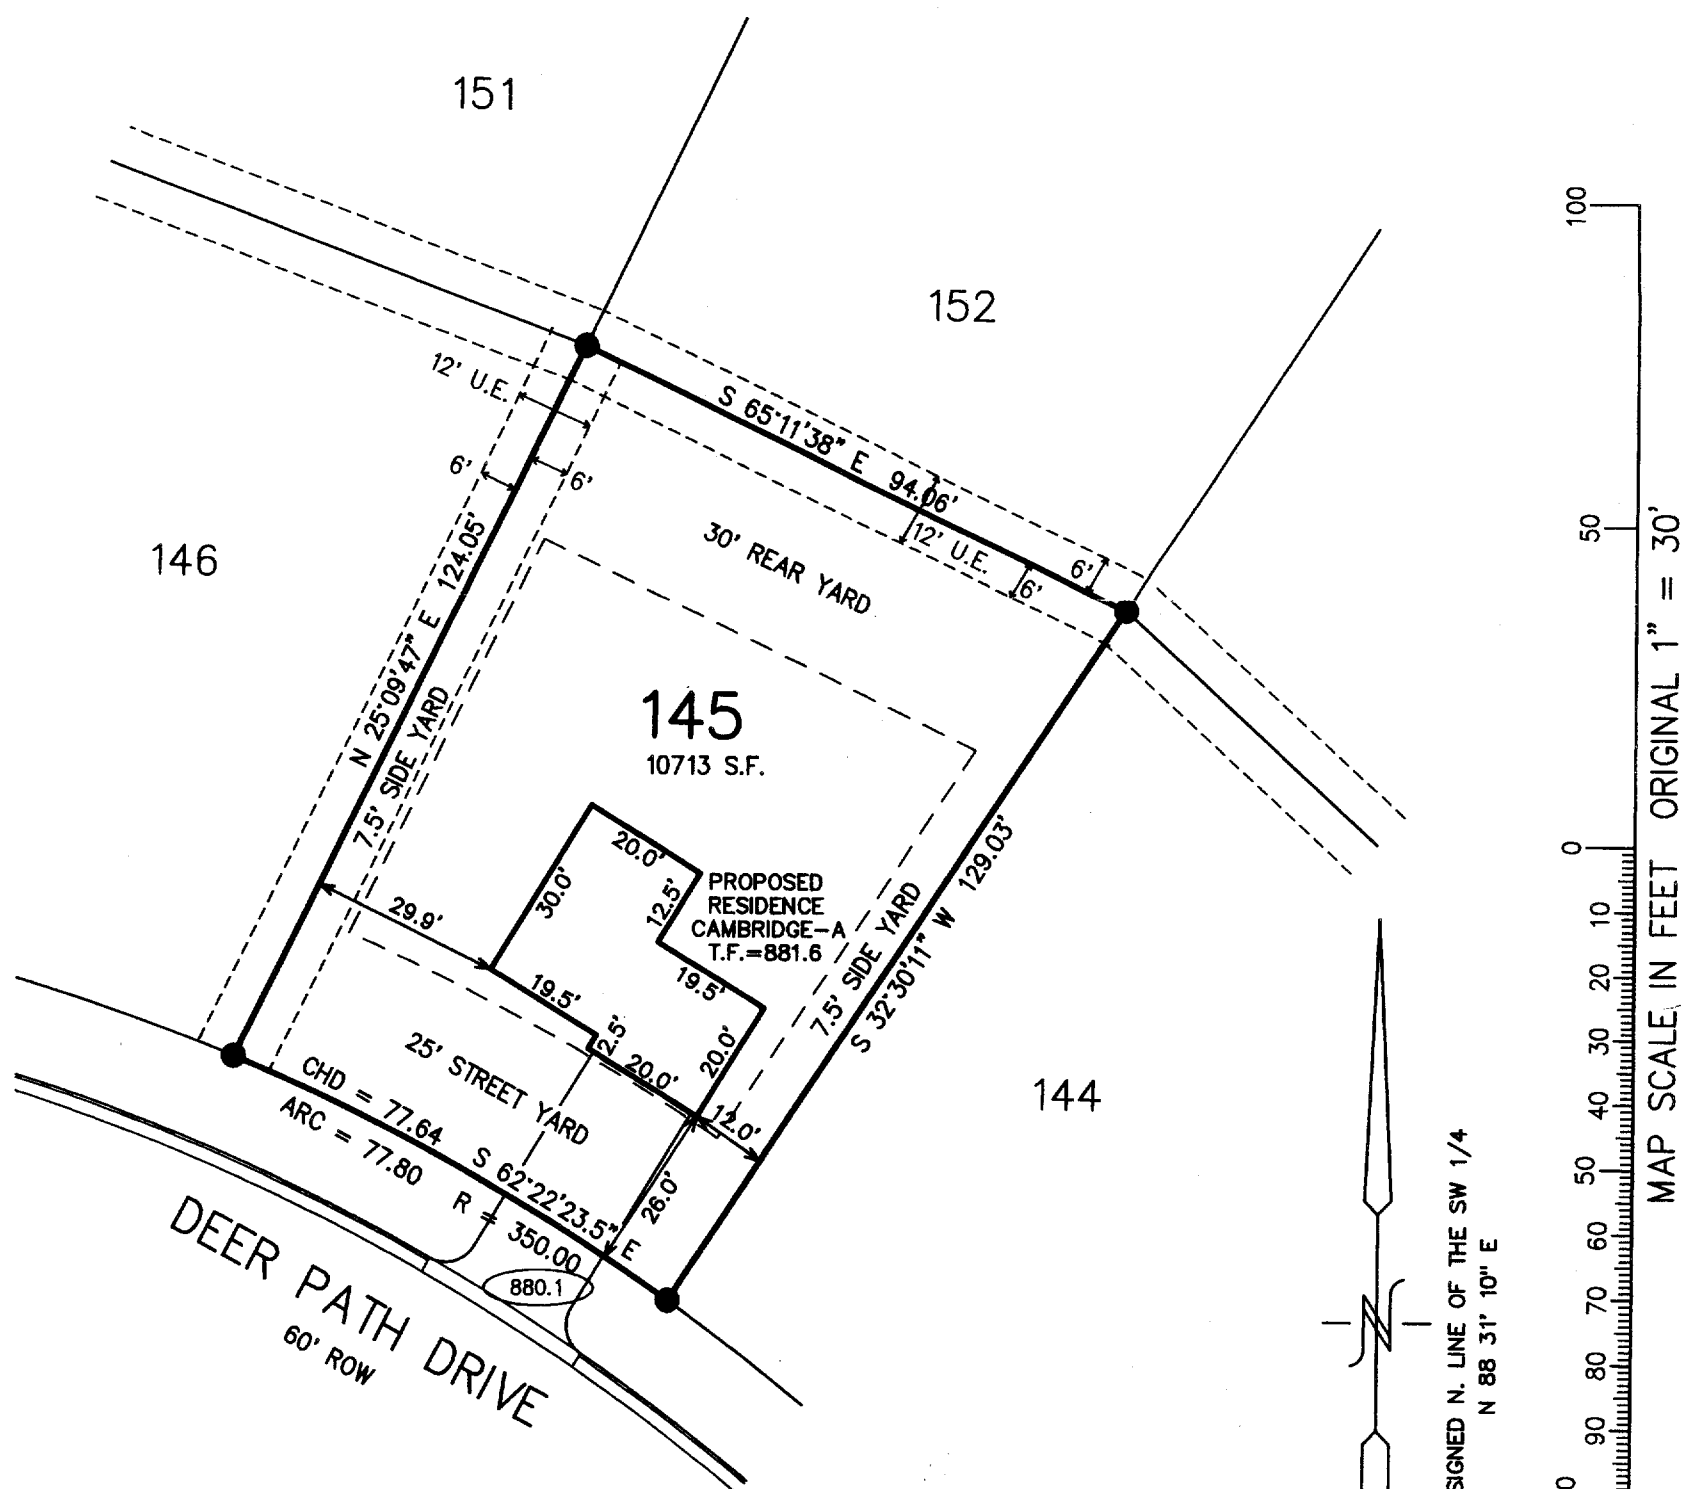 151
152
12' U.E.
6'
6'
S 65°11'38" E 94.06'
12' U.E.
6'
6'
146
N 25°09'47" E 124.05'
7.5' SIDE YARD
30' REAR YARD
145
10713 S.F.
20.0'
30.0'
12.5'
PROPOSED
RESIDENCE
CAMBRIDGE-A
T.F.=881.6
29.9'
19.5'
19.5'
2.5'
20.0'
20.0'
12.0'
26.0'
7.5' SIDE YARD
S 32°30'11" W 129.03'
144
25' STREET YARD
CHD = 77.64 S 62°22'23.5" E
ARC = 77.80 R = 350.00
880.1
DEER PATH DRIVE
60' ROW
N
SIGNED N. LINE OF THE SW 1/4
N 88 31' 10" E
100
50
0
10
20
30
40
50
60
70
80
90
0
MAP SCALE IN FEET ORIGINAL 1" = 30'